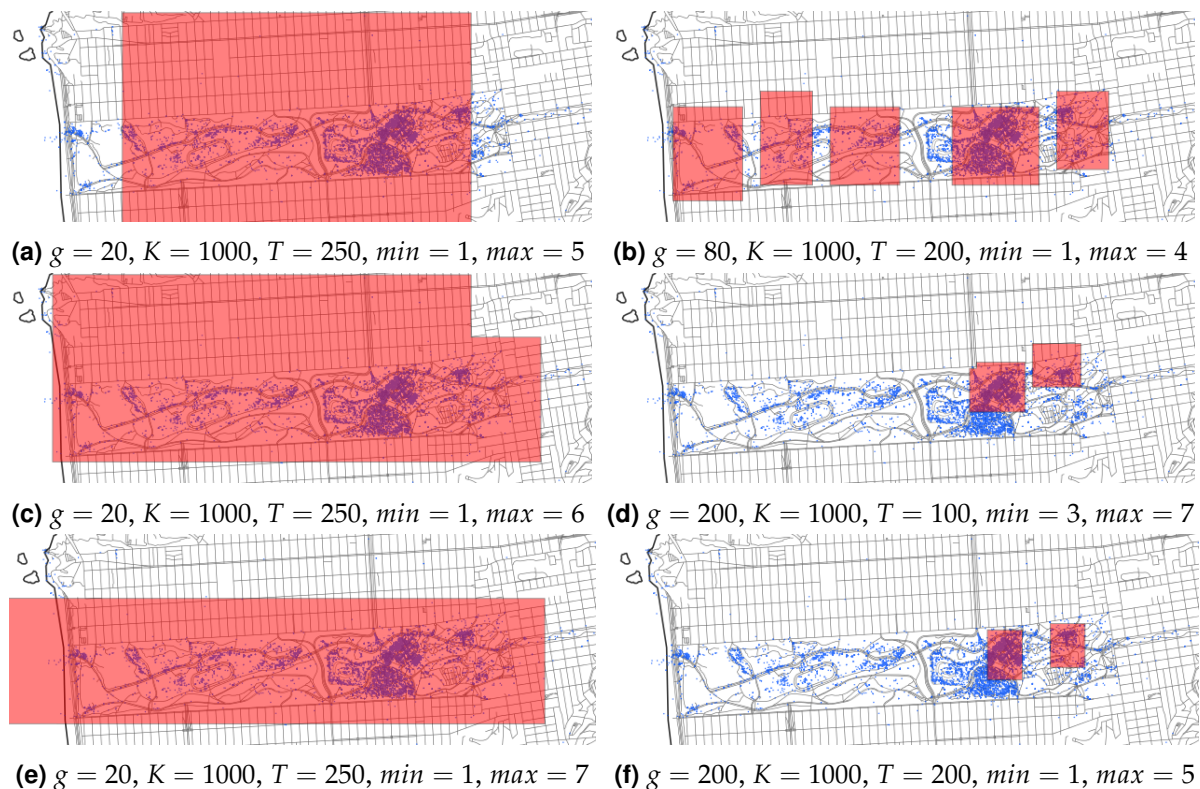 (a) g = 20, K = 1000, T = 250, min = 1, max = 5
(b) g = 80, K = 1000, T = 200, min = 1, max = 4
(c) g = 20, K = 1000, T = 250, min = 1, max = 6
(d) g = 200, K = 1000, T = 100, min = 3, max = 7
(e) g = 20, K = 1000, T = 250, min = 1, max = 7
(f) g = 200, K = 1000, T = 200, min = 1, max = 5